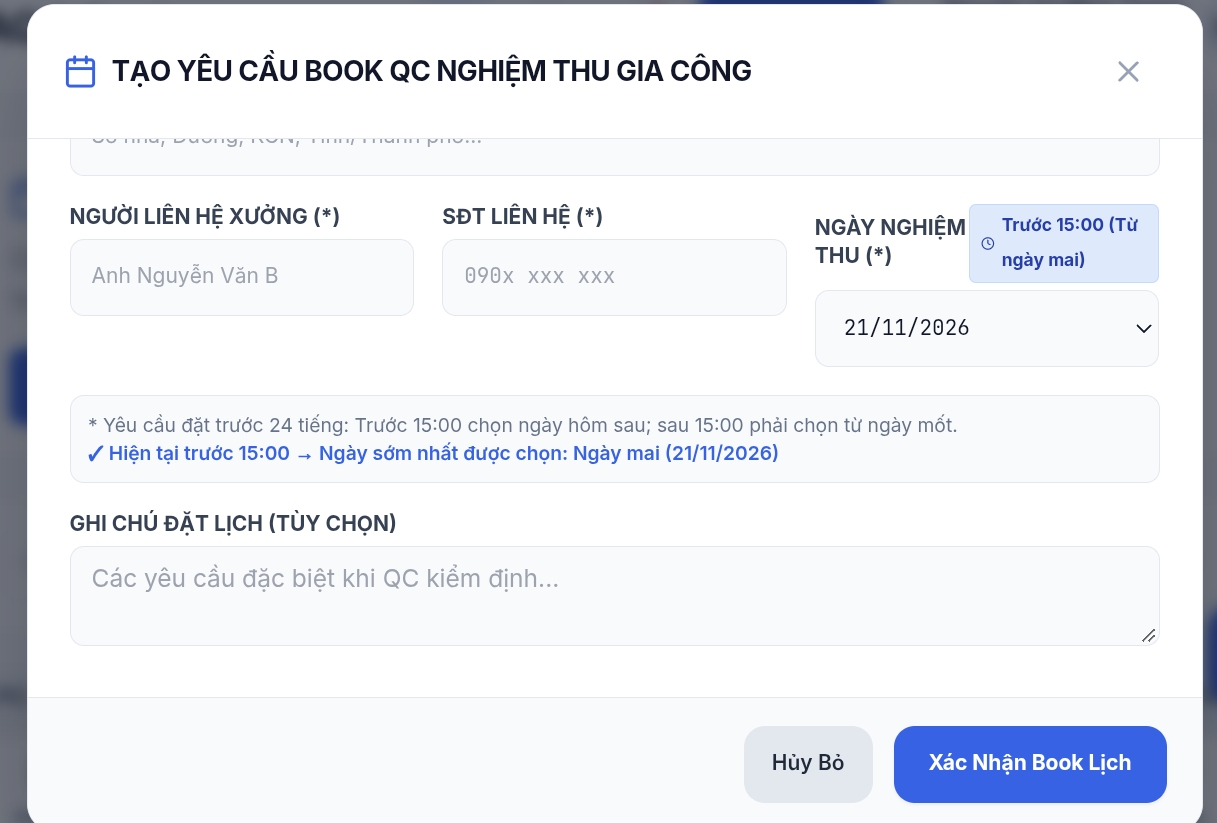 TẠO YÊU CẦU BOOK QC NGHIỆM THU GIA CÔNG
NGƯỜI LIÊN HỆ XƯỞNG (*)
Anh Nguyễn Văn B
SĐT LIÊN HỆ (*)
090x xxx xxx
NGÀY NGHIỆM
THU (*)
Trước 15:00 (Từ
ngày mai)
21/11/2026
* Yêu cầu đặt trước 24 tiếng: Trước 15:00 chọn ngày hôm sau; sau 15:00 phải chọn từ ngày mốt.
✓ Hiện tại trước 15:00 → Ngày sớm nhất được chọn: Ngày mai (21/11/2026)
GHI CHÚ ĐẶT LỊCH (TÙY CHỌN)
Các yêu cầu đặc biệt khi QC kiểm định...
Hủy Bỏ
Xác Nhận Book Lịch